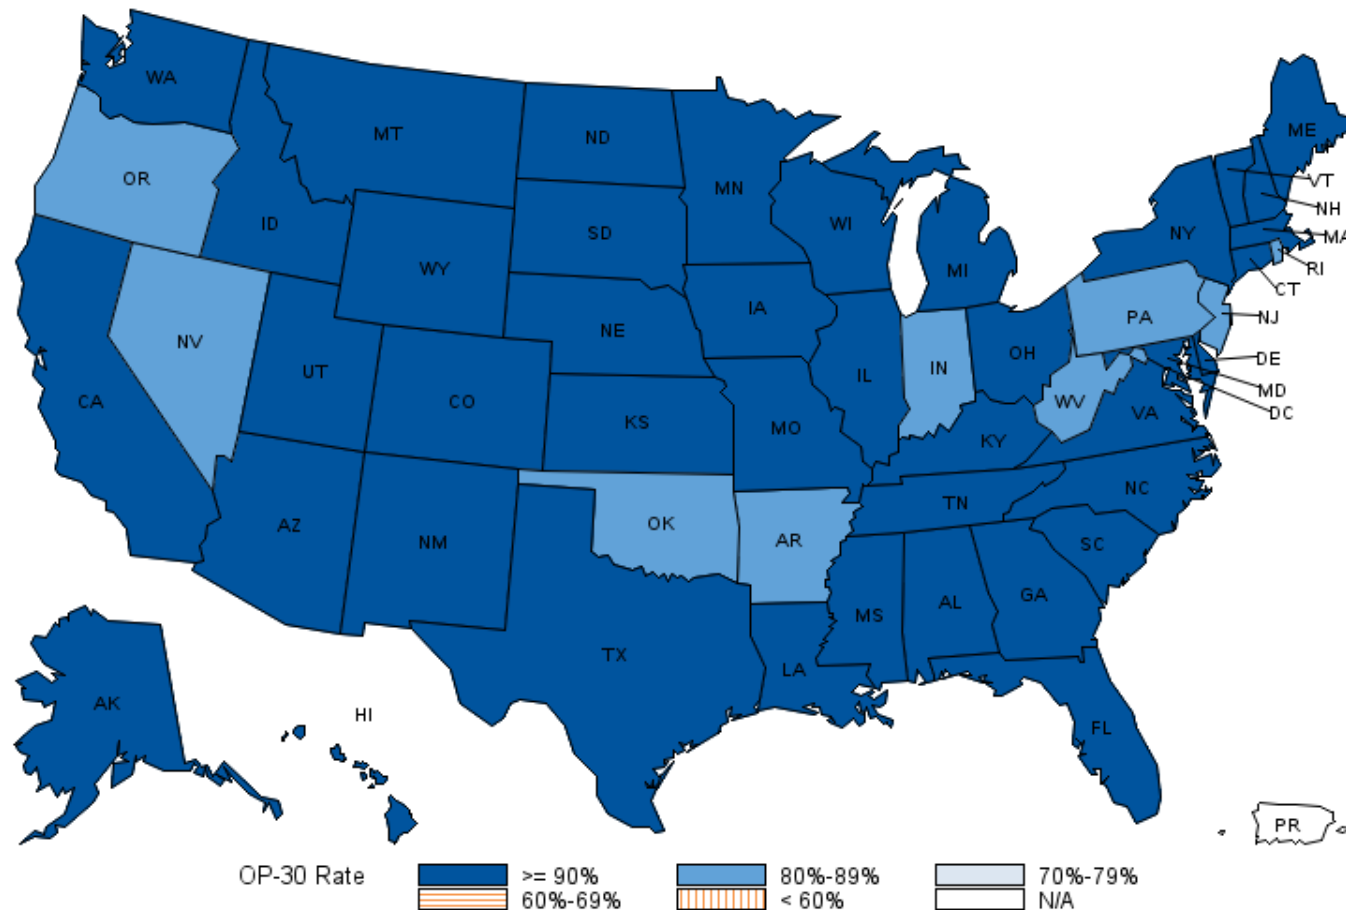 WA
MT
ND
ME
MN
OR
VT
NH
ID
SD
WI
NY
MA
WY
MI
RI
CT
IA
PA
NJ
NE
NV
OH
DE
UT
IN
IL
MD
CO
WV
DC
CA
VA
KS
MO
KY
NC
TN
OK
AZ
AR
NM
SC
GA
AL
MS
TX
LA
AK
HI
FL
PR
OP-30 Rate
>= 90%
80%-89%
70%-79%
60%-69%
< 60%
N/A